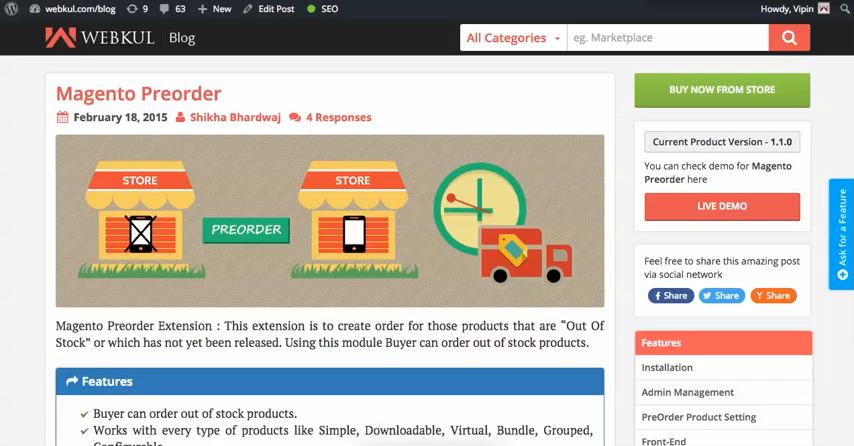 webkul.com/blog
9
63
New
Edit Post
SEO
Howdy, Vipin
WEBKUL
Blog
All Categories
eg. Marketplace
Magento Preorder
February 18, 2015
Shikha Bhardwaj
4 Responses
STORE
PREORDER
STORE
Magento Preorder Extension : This extension is to create order for those products that are “Out Of
Stock” or which has not yet been released. Using this module Buyer can order out of stock products.
Features
Buyer can order out of stock products.
Works with every type of products like Simple, Downloadable, Virtual, Bundle, Grouped,
Configurable.
BUY NOW FROM STORE
Current Product Version - 1.1.0
You can check demo for Magento
Preorder here
LIVE DEMO
Feel free to share this amazing post
via social network
Share
Share
Share
Features
Installation
Admin Management
PreOrder Product Setting
Front-End
Ask for a Feature